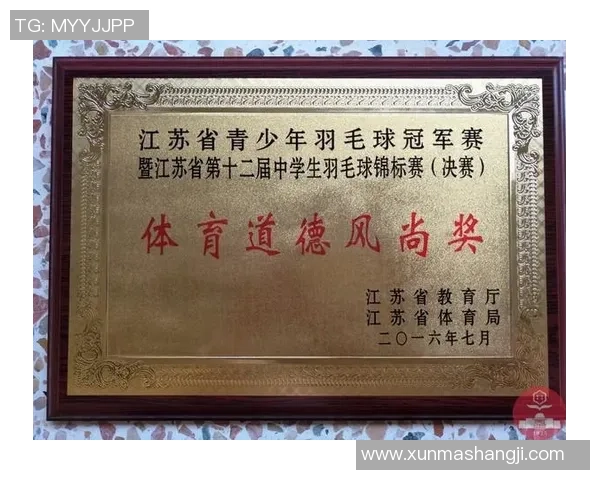 TG: MYYJJPP
江苏省青少年羽毛球冠军赛
暨江苏省第十二届中学生羽毛球锦标赛（决赛）
体育道德风尚奖
江苏省教育厅
江苏省体育局
二〇一六年七月
www.xunmashangji.com